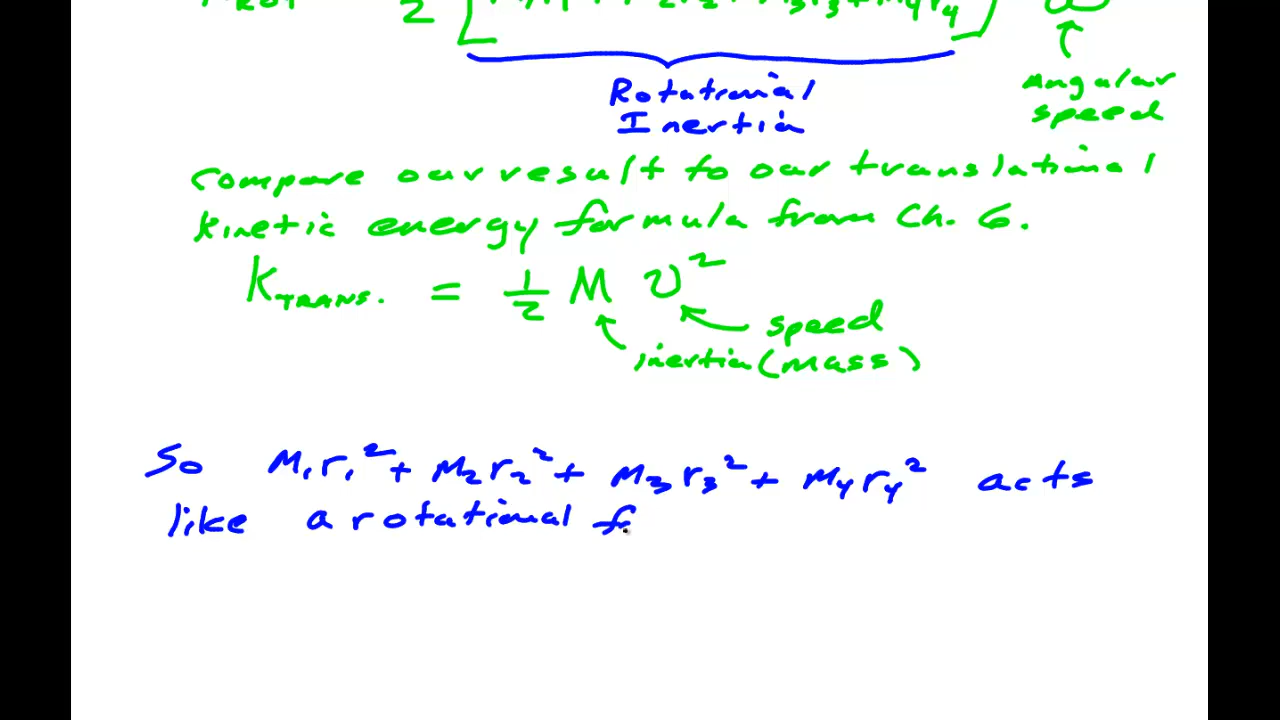 2
Rotational
Inertia
Angular
speed
Compare our result to our translational
kinetic energy formula from Ch. 6.
K_TRANS. = 1/2 M v²
speed
inertia (mass)
So M₁r₁² + M₂r₂² + M₃r₃² + M₄r₄² acts
like a rotational f